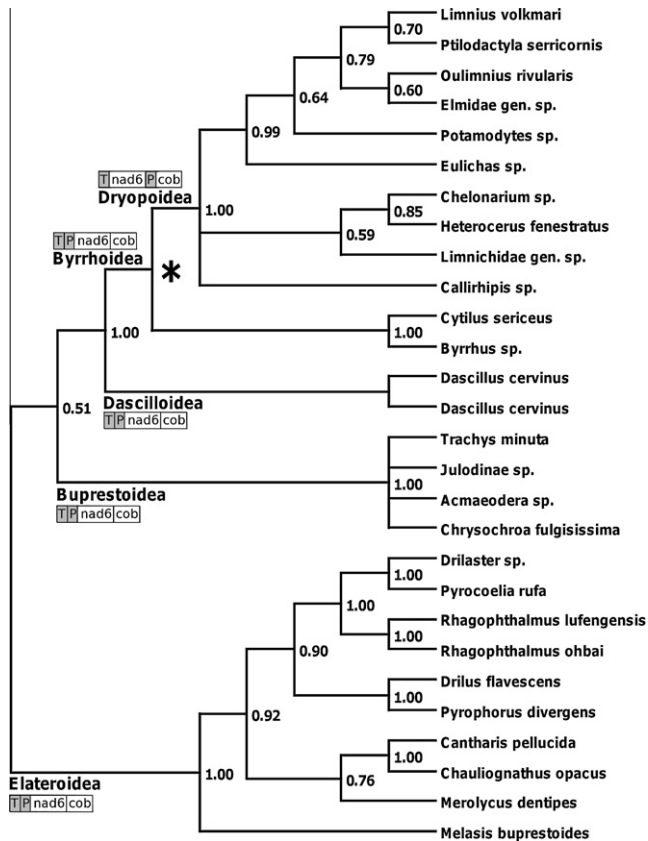 Limnius volkmari
0.70
Ptilodactyla serricornis
0.79
Oulimnius rivularis
0.60
0.64
Elmidae gen. sp.
0.99
Potamodytes sp.
Eulichas sp.
T nad6 P cob
Dryopoidea
1.00
Chelonarium sp.
0.85
Heterocerus fenestratus
0.59
Limnichidae gen. sp.
T P nad6 cob
Byrrhoidea
*
Callirhipis sp.
1.00
Cytilus sericeus
1.00
Byrrhus sp.
Dascillus cervinus
0.51
Dascilloidea
Dascillus cervinus
T P nad6 cob
Trachys minuta
Julodinae sp.
1.00
Buprestoidea
Acmaeodera sp.
T P nad6 cob
Chrysochroa fulgisissima
Drilaster sp.
1.00
Pyrocoelia rufa
1.00
Rhagophthalmus lufengensis
1.00
0.90
Rhagophthalmus ohbai
Drilus flavescens
1.00
0.92
Pyrophorus divergens
Cantharis pellucida
1.00
1.00
Chauliognathus opacus
0.76
Elateroidea
Merolycus dentipes
T P nad6 cob
Melasis buprestoides